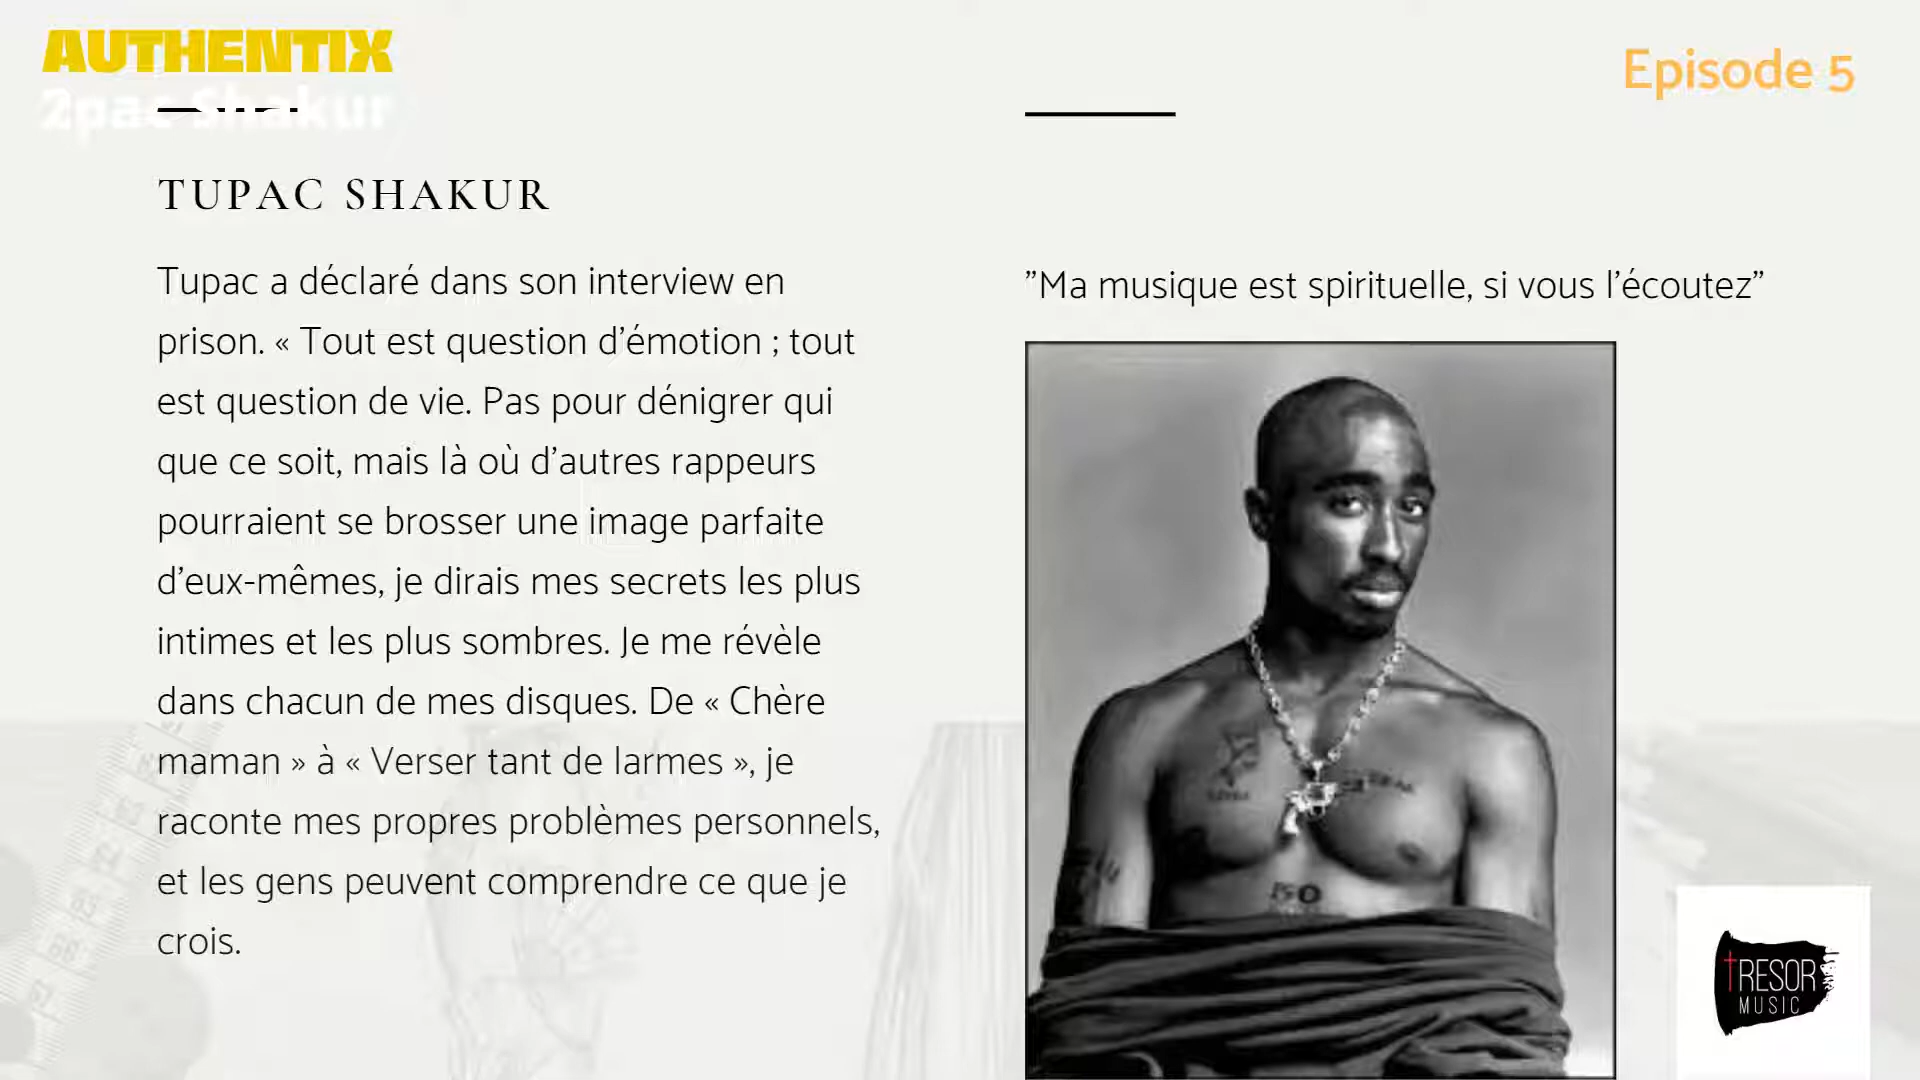 AUTHENTIX
2pac Shakur
Episode 5
TUPAC SHAKUR
Tupac a déclaré dans son interview en
prison. « Tout est question d’émotion ; tout
est question de vie. Pas pour dénigrer qui
que ce soit, mais là où d’autres rappeurs
pourraient se brosser une image parfaite
d’eux-mêmes, je dirais mes secrets les plus
intimes et les plus sombres. Je me révèle
dans chacun de mes disques. De « Chère
maman » à « Verser tant de larmes », je
raconte mes propres problèmes personnels,
et les gens peuvent comprendre ce que je
crois.
”Ma musique est spirituelle, si vous l’écoutez”
TRESOR
MUSIC